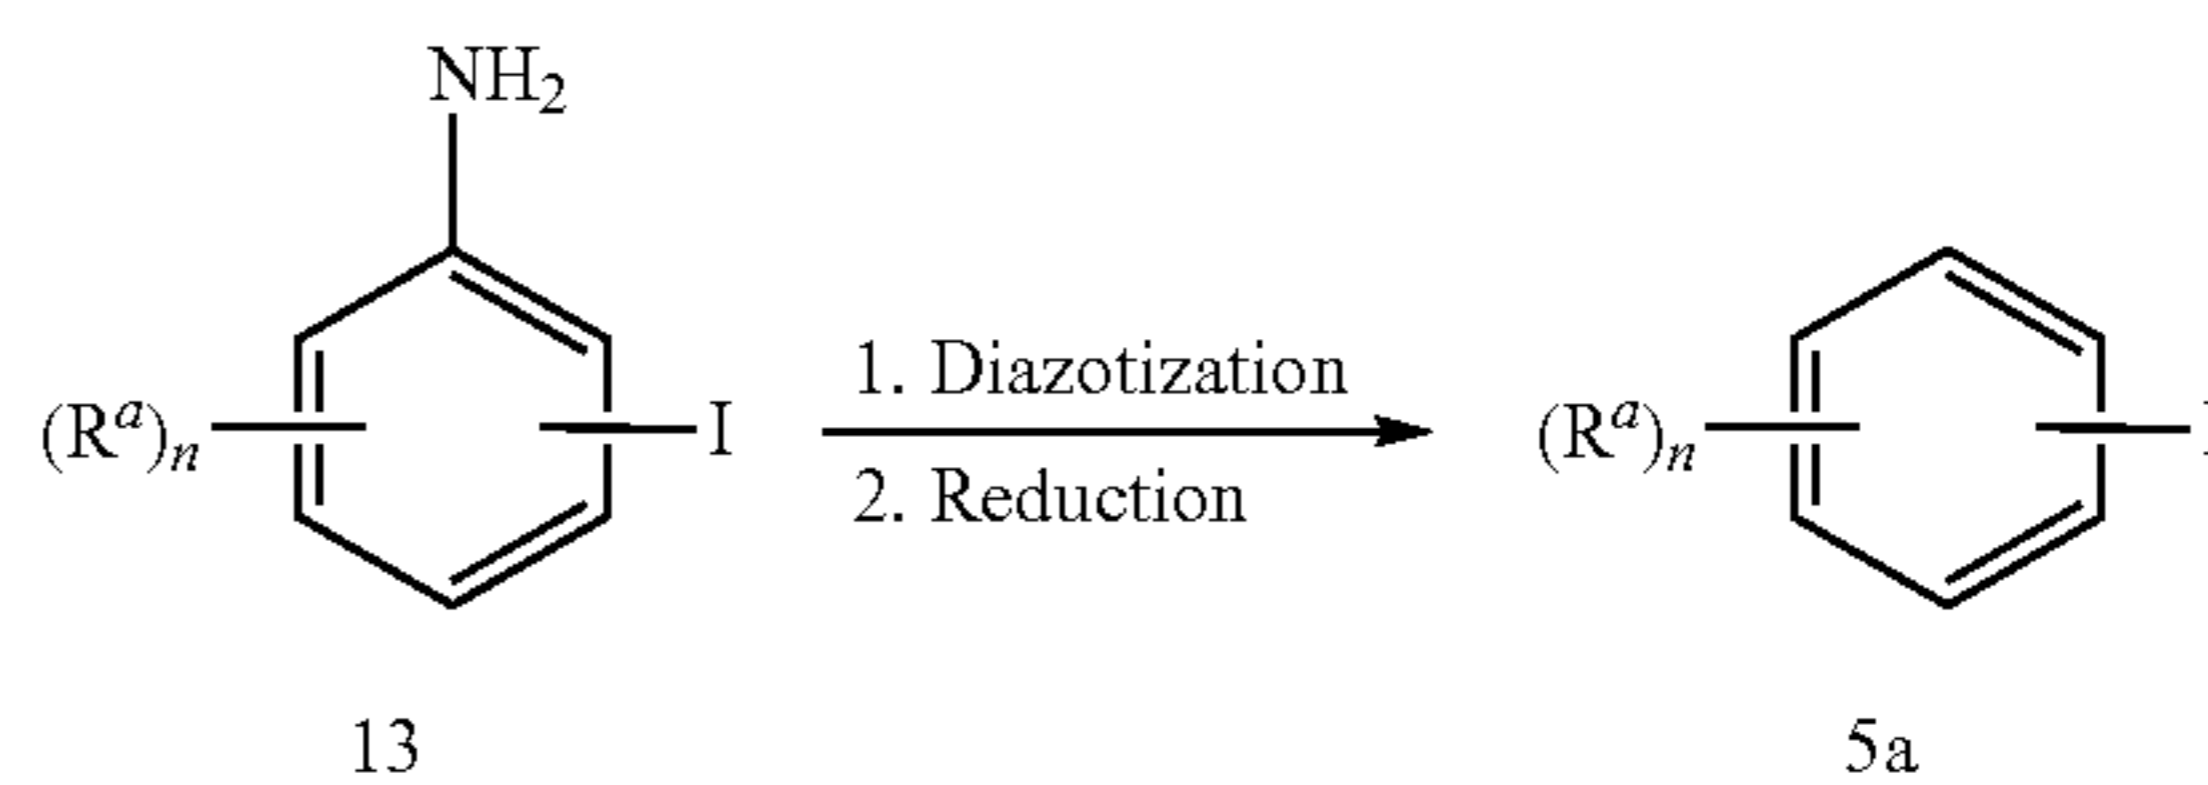 NH₂
(Rᵃ)ₙ
I
1. Diazotization
2. Reduction
(Rᵃ)ₙ
13
5a